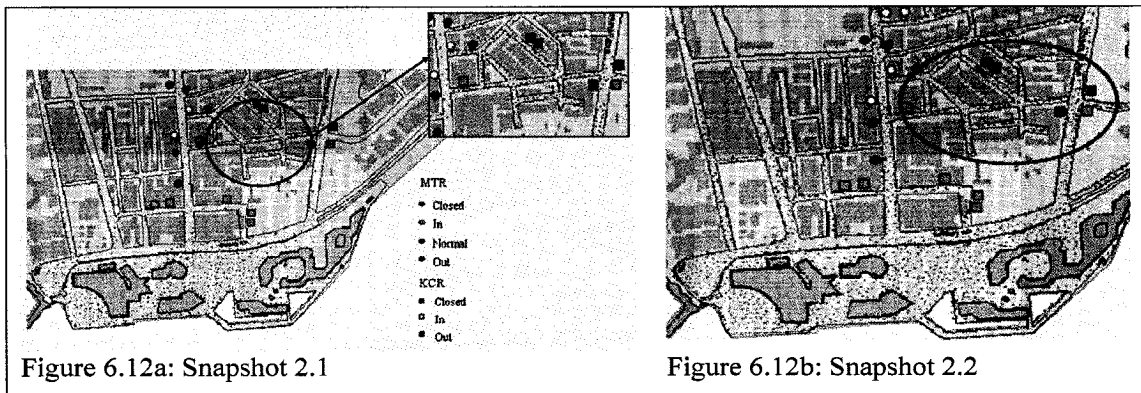 MTR
Closed
In
Normal
Out
KCR
Closed
In
Out
Figure 6.12a: Snapshot 2.1
Figure 6.12b: Snapshot 2.2